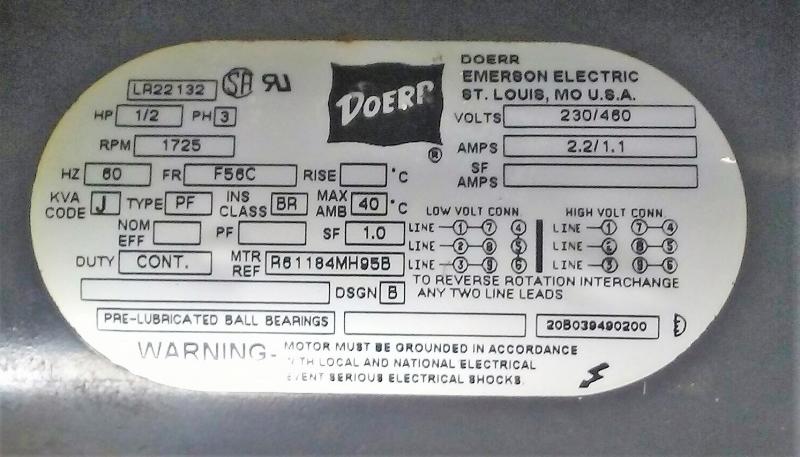 LR22132 SA RU
DOERR
DOERR
EMERSON ELECTRIC
ST. LOUIS, MO U.S.A.
HP 1/2 PH 3
VOLTS 230/460
RPM 1725
AMPS 2.2/1.1
HZ 60 FR F56C RISE °C
SF AMPS
KVA CODE J TYPE PF INS CLASS BR MAX AMB 40 °C
NOM EFF PF SF 1.0
DUTY CONT. MTR REF R61184MH95B
DSGN B
LOW VOLT CONN. HIGH VOLT CONN.
LINE 1 7 4 LINE 1 7 4
LINE 2 8 5 LINE 2 8 5
LINE 3 9 6 LINE 3 9 6
TO REVERSE ROTATION INTERCHANGE
ANY TWO LINE LEADS
PRE-LUBRICATED BALL BEARINGS 20B039490200
WARNING- MOTOR MUST BE GROUNDED IN ACCORDANCE
LOCAL AND NATIONAL ELECTRICAL
SERIOUS ELECTRICAL SHOCKS.